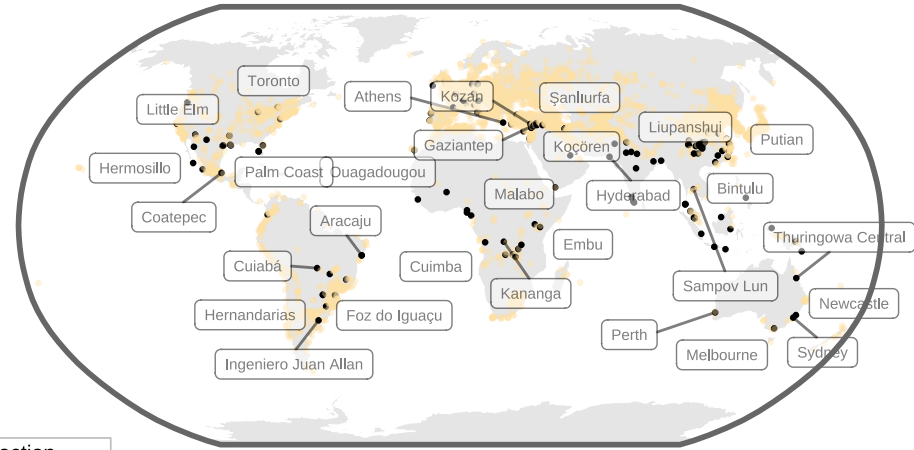 Toronto
Kozan
Athens
Şanlıurfa
Little Elm
Liupanshui
Putian
Gaziantep
Koçören
Hermosillo
Palm Coast
Ouagadougou
Malabo
Hyderabad
Bintulu
Coatepec
Aracaju
Thuringowa Central
Embu
Cuiabá
Cuimba
Sampov Lun
Kananga
Newcastle
Hernandarias
Foz do Iguaçu
Perth
Melbourne
Sydney
Ingeniero Juan Allan